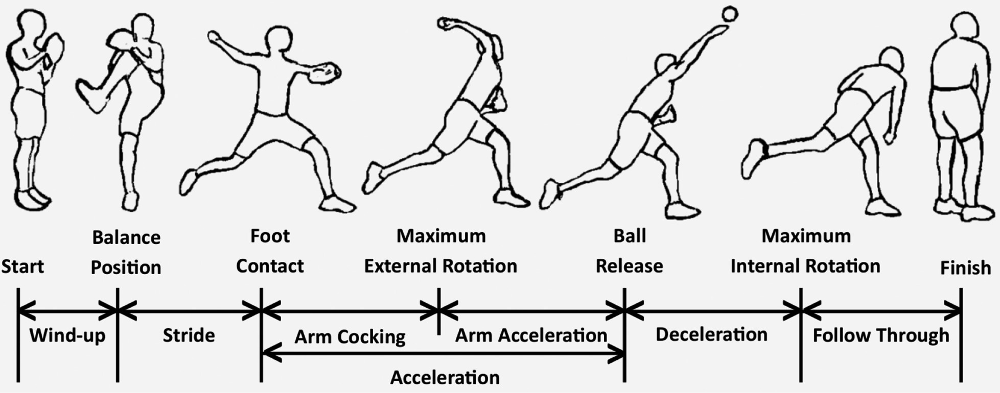 Start
Balance
Position
Foot
Contact
Maximum
External Rotation
Ball
Release
Maximum
Internal Rotation
Finish
Wind-up
Stride
Arm Cocking
Arm Acceleration
Deceleration
Follow Through
Acceleration